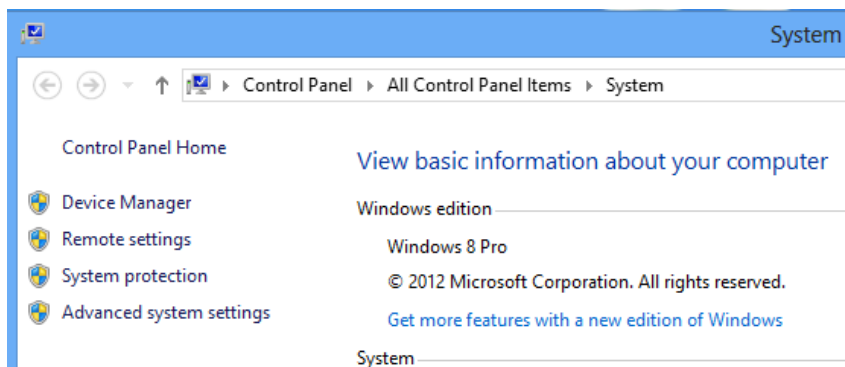 System
Control Panel All Control Panel Items System
Control Panel Home
Device Manager
Remote settings
System protection
Advanced system settings
View basic information about your computer
Windows edition
Windows 8 Pro
© 2012 Microsoft Corporation. All rights reserved.
Get more features with a new edition of Windows
System